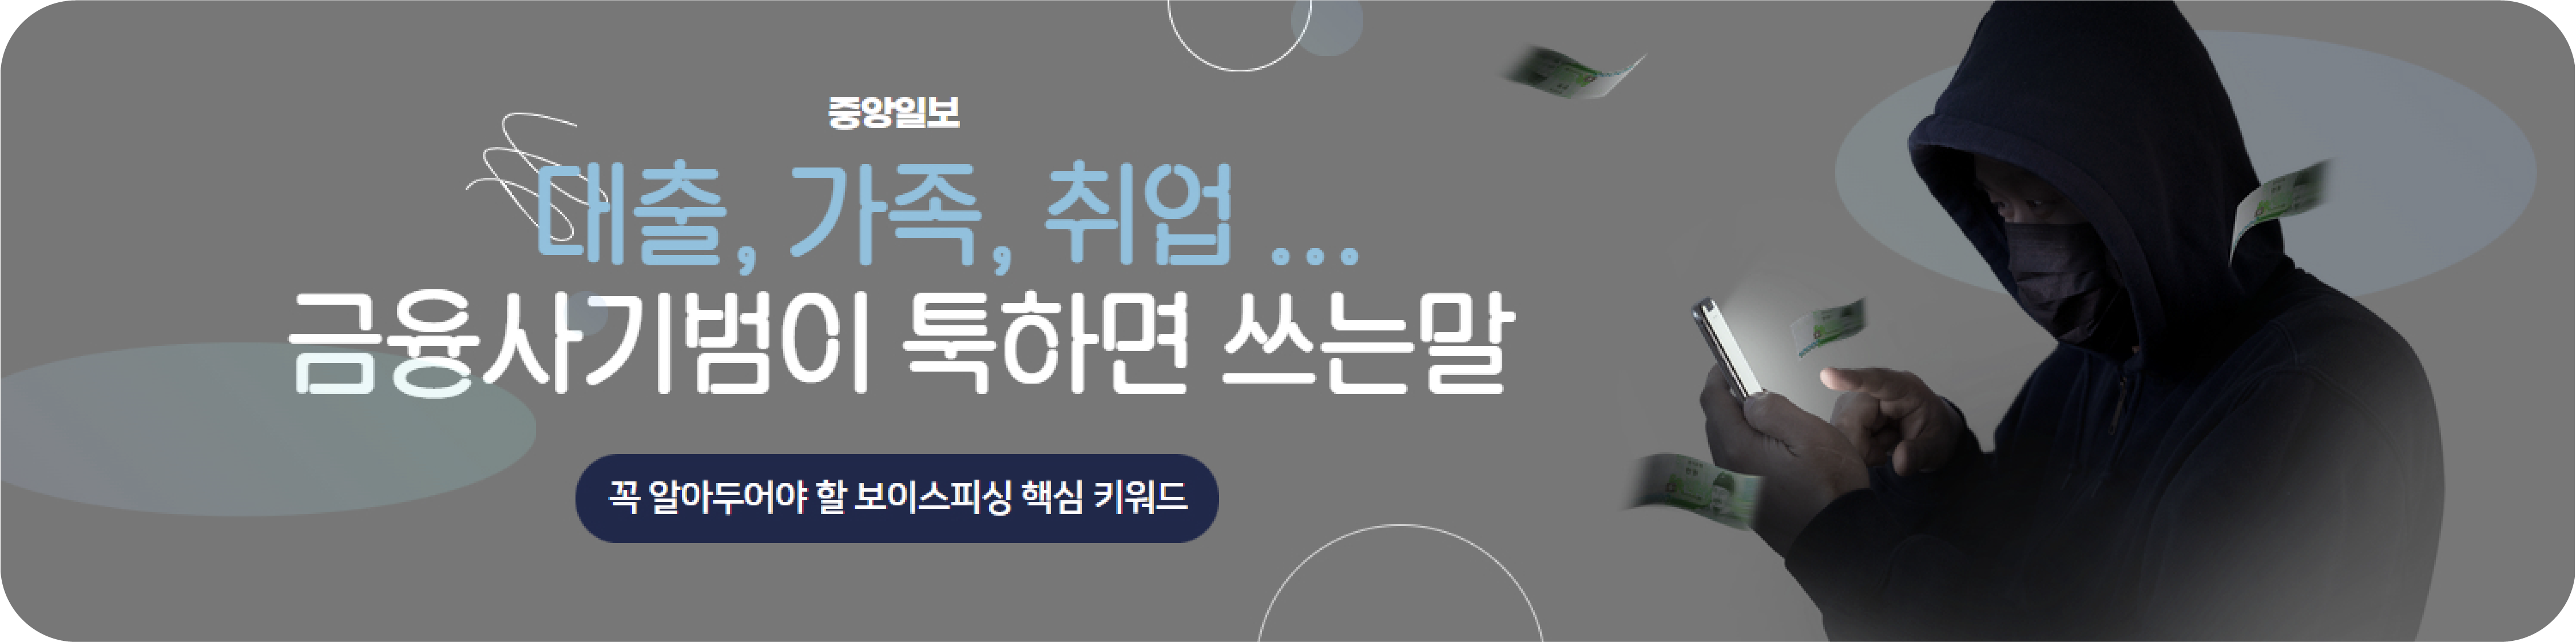 중앙일보
대출, 가족, 취업 ...
금융사기범이 툭하면 쓰는말
꼭 알아두어야 할 보이스피싱 핵심 키워드